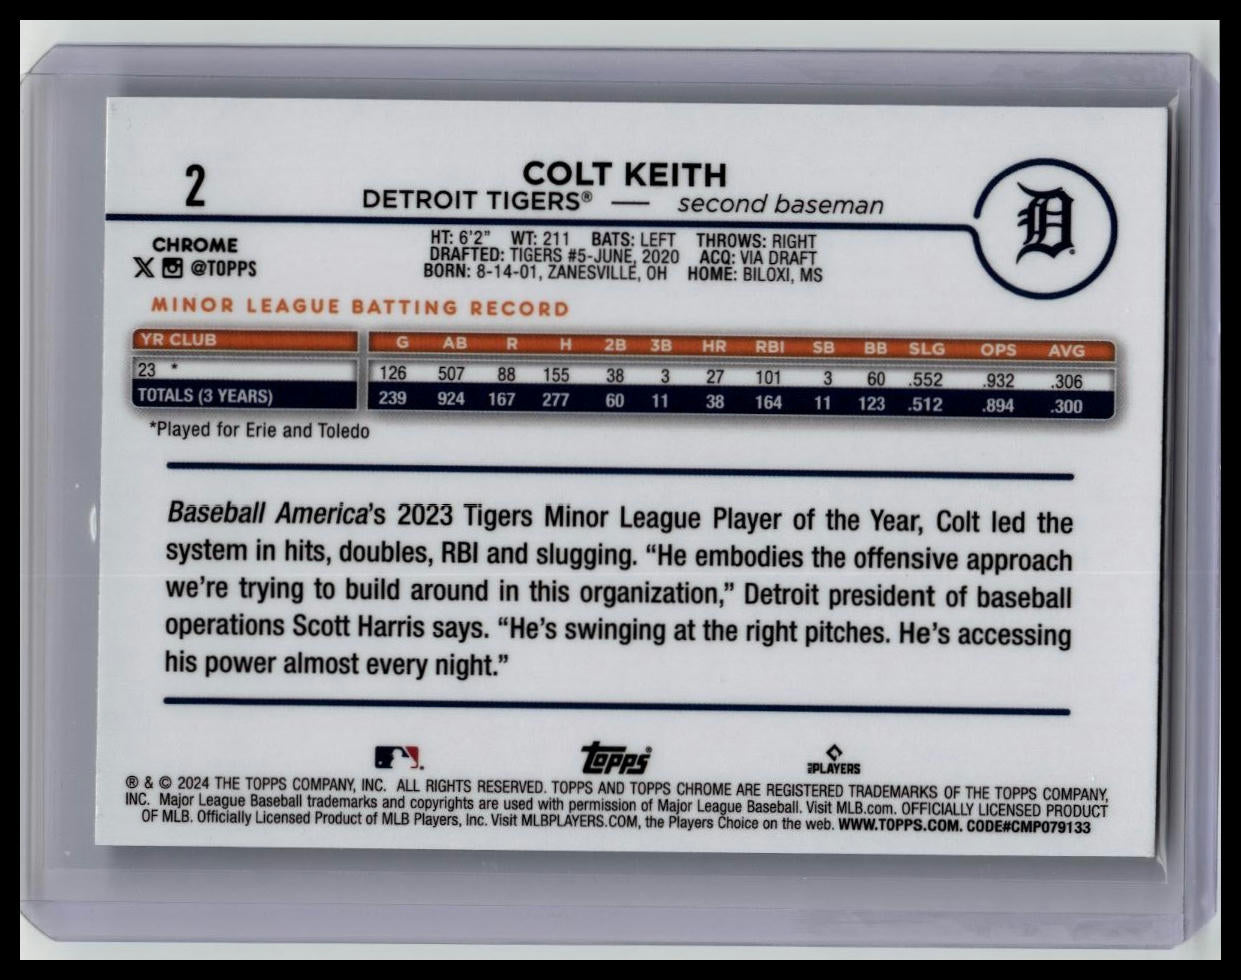 2
COLT KEITH
DETROIT TIGERS® — second baseman
D
CHROME
X @TOPPS
HT: 6'2" WT: 211 BATS: LEFT THROWS: RIGHT
DRAFTED: TIGERS #5-JUNE, 2020 ACQ: VIA DRAFT
BORN: 8-14-01, ZANESVILLE, OH HOME: BILOXI, MS
MINOR LEAGUE BATTING RECORD
YR CLUB G AB R H 2B 3B HR RBI SB BB SLG OPS AVG
23 * 126 507 88 155 38 3 27 101 3 60 .552 .932 .306
TOTALS (3 YEARS) 239 924 167 277 60 11 38 164 11 123 .512 .894 .300
*Played for Erie and Toledo
Baseball America's 2023 Tigers Minor League Player of the Year, Colt led the
system in hits, doubles, RBI and slugging. “He embodies the offensive approach
we're trying to build around in this organization,” Detroit president of baseball
operations Scott Harris says. “He's swinging at the right pitches. He's accessing
his power almost every night.”
Topps® PLAYERS
® & © 2024 THE TOPPS COMPANY, INC. ALL RIGHTS RESERVED. TOPPS AND TOPPS CHROME ARE REGISTERED TRADEMARKS OF THE TOPPS COMPANY,
INC. Major League Baseball trademarks and copyrights are used with permission of Major League Baseball. Visit MLB.com. OFFICIALLY LICENSED PRODUCT
OF MLB. Officially Licensed Product of MLB Players, Inc. Visit MLBPLAYERS.COM, the Players Choice on the web. WWW.TOPPS.COM. CODE#CMP079133